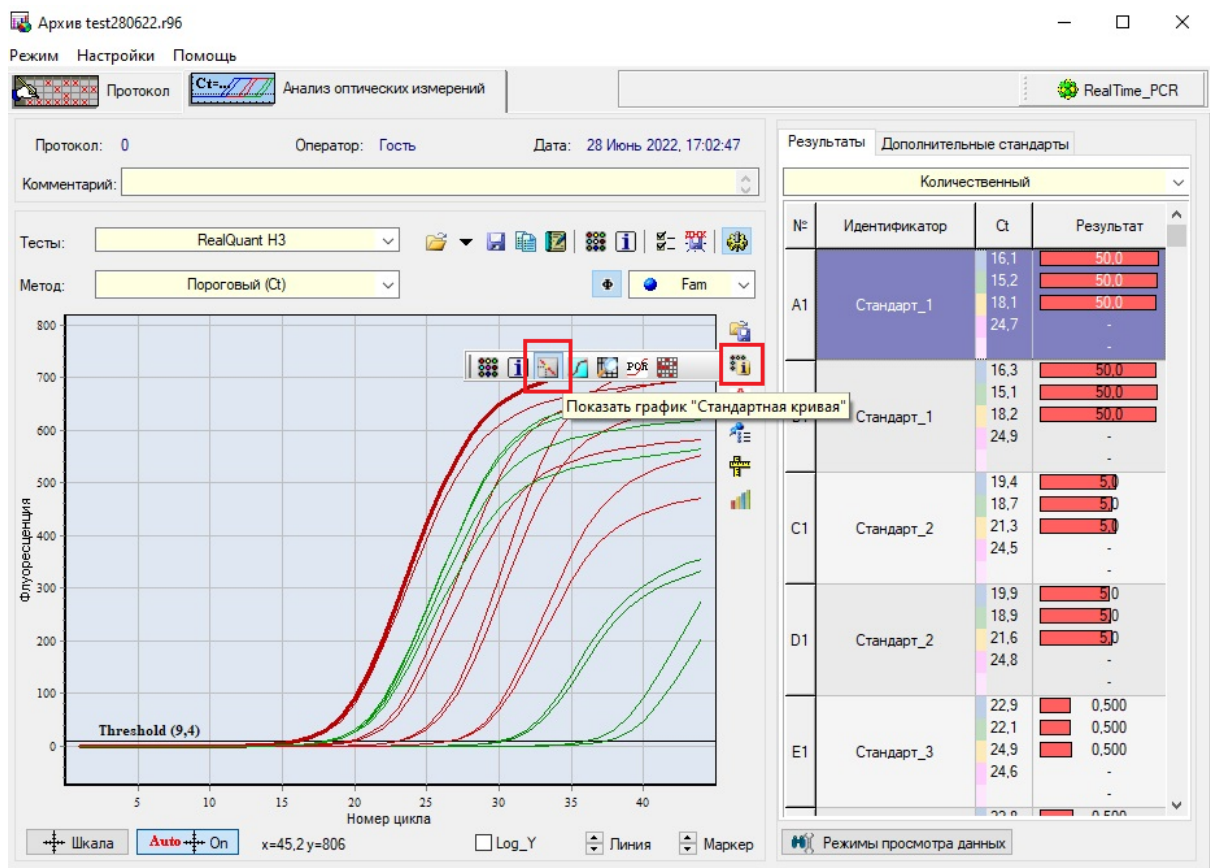 Архив test280622.r96
Режим Настройки Помощь
Протокол Ct=... Анализ оптических измерений RealTime_PCR
Протокол: 0 Оператор: Гость Дата: 28 Июнь 2022, 17:02:47
Комментарий:
Тесты: RealQuant H3
Метод: Пороговый (Ct) Ф Fam
800
700
600
500
400
300
200
100
0
Флуоресценция
PCR
Показать график "Стандартная кривая"
Threshold (9,4)
5 10 15 20 25 30 35 40
Номер цикла
Шкала Auto On x=45,2 y=806 Log_Y Линия Маркер
Результаты Дополнительные стандарты
Количественный
№ Идентификатор Ct Результат
A1 Стандарт_1
16,1 50,0
15,2 50,0
18,1 50,0
24,7 -
-
Стандарт_1
16,3 50,0
15,1 50,0
18,2 50,0
24,9 -
-
C1 Стандарт_2
19,4 5,0
18,7 5,0
21,3 5,0
24,5 -
-
D1 Стандарт_2
19,9 5,0
18,9 5,0
21,6 5,0
24,8 -
-
E1 Стандарт_3
22,9 0,500
22,1 0,500
24,9 0,500
24,6 -
-
Режимы просмотра данных